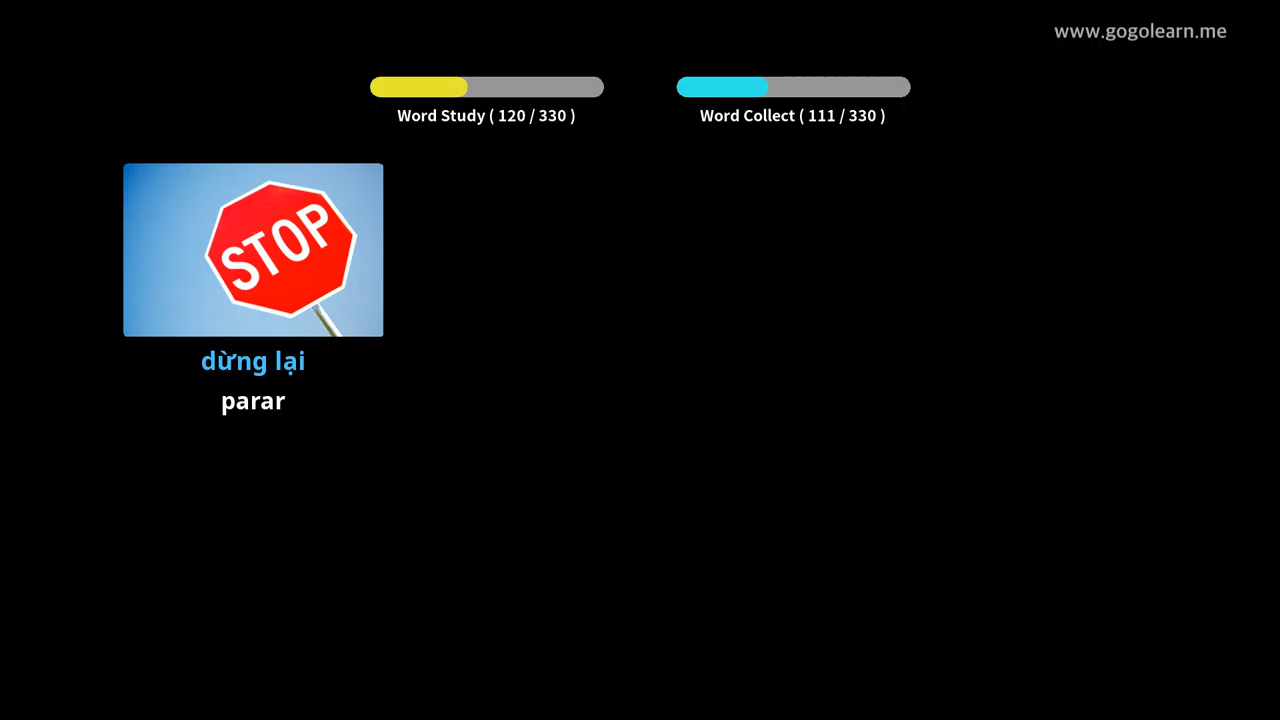 www.gogolearn.me
Word Study ( 120 / 330 )
Word Collect ( 111 / 330 )
STOP
dừng lại
parar